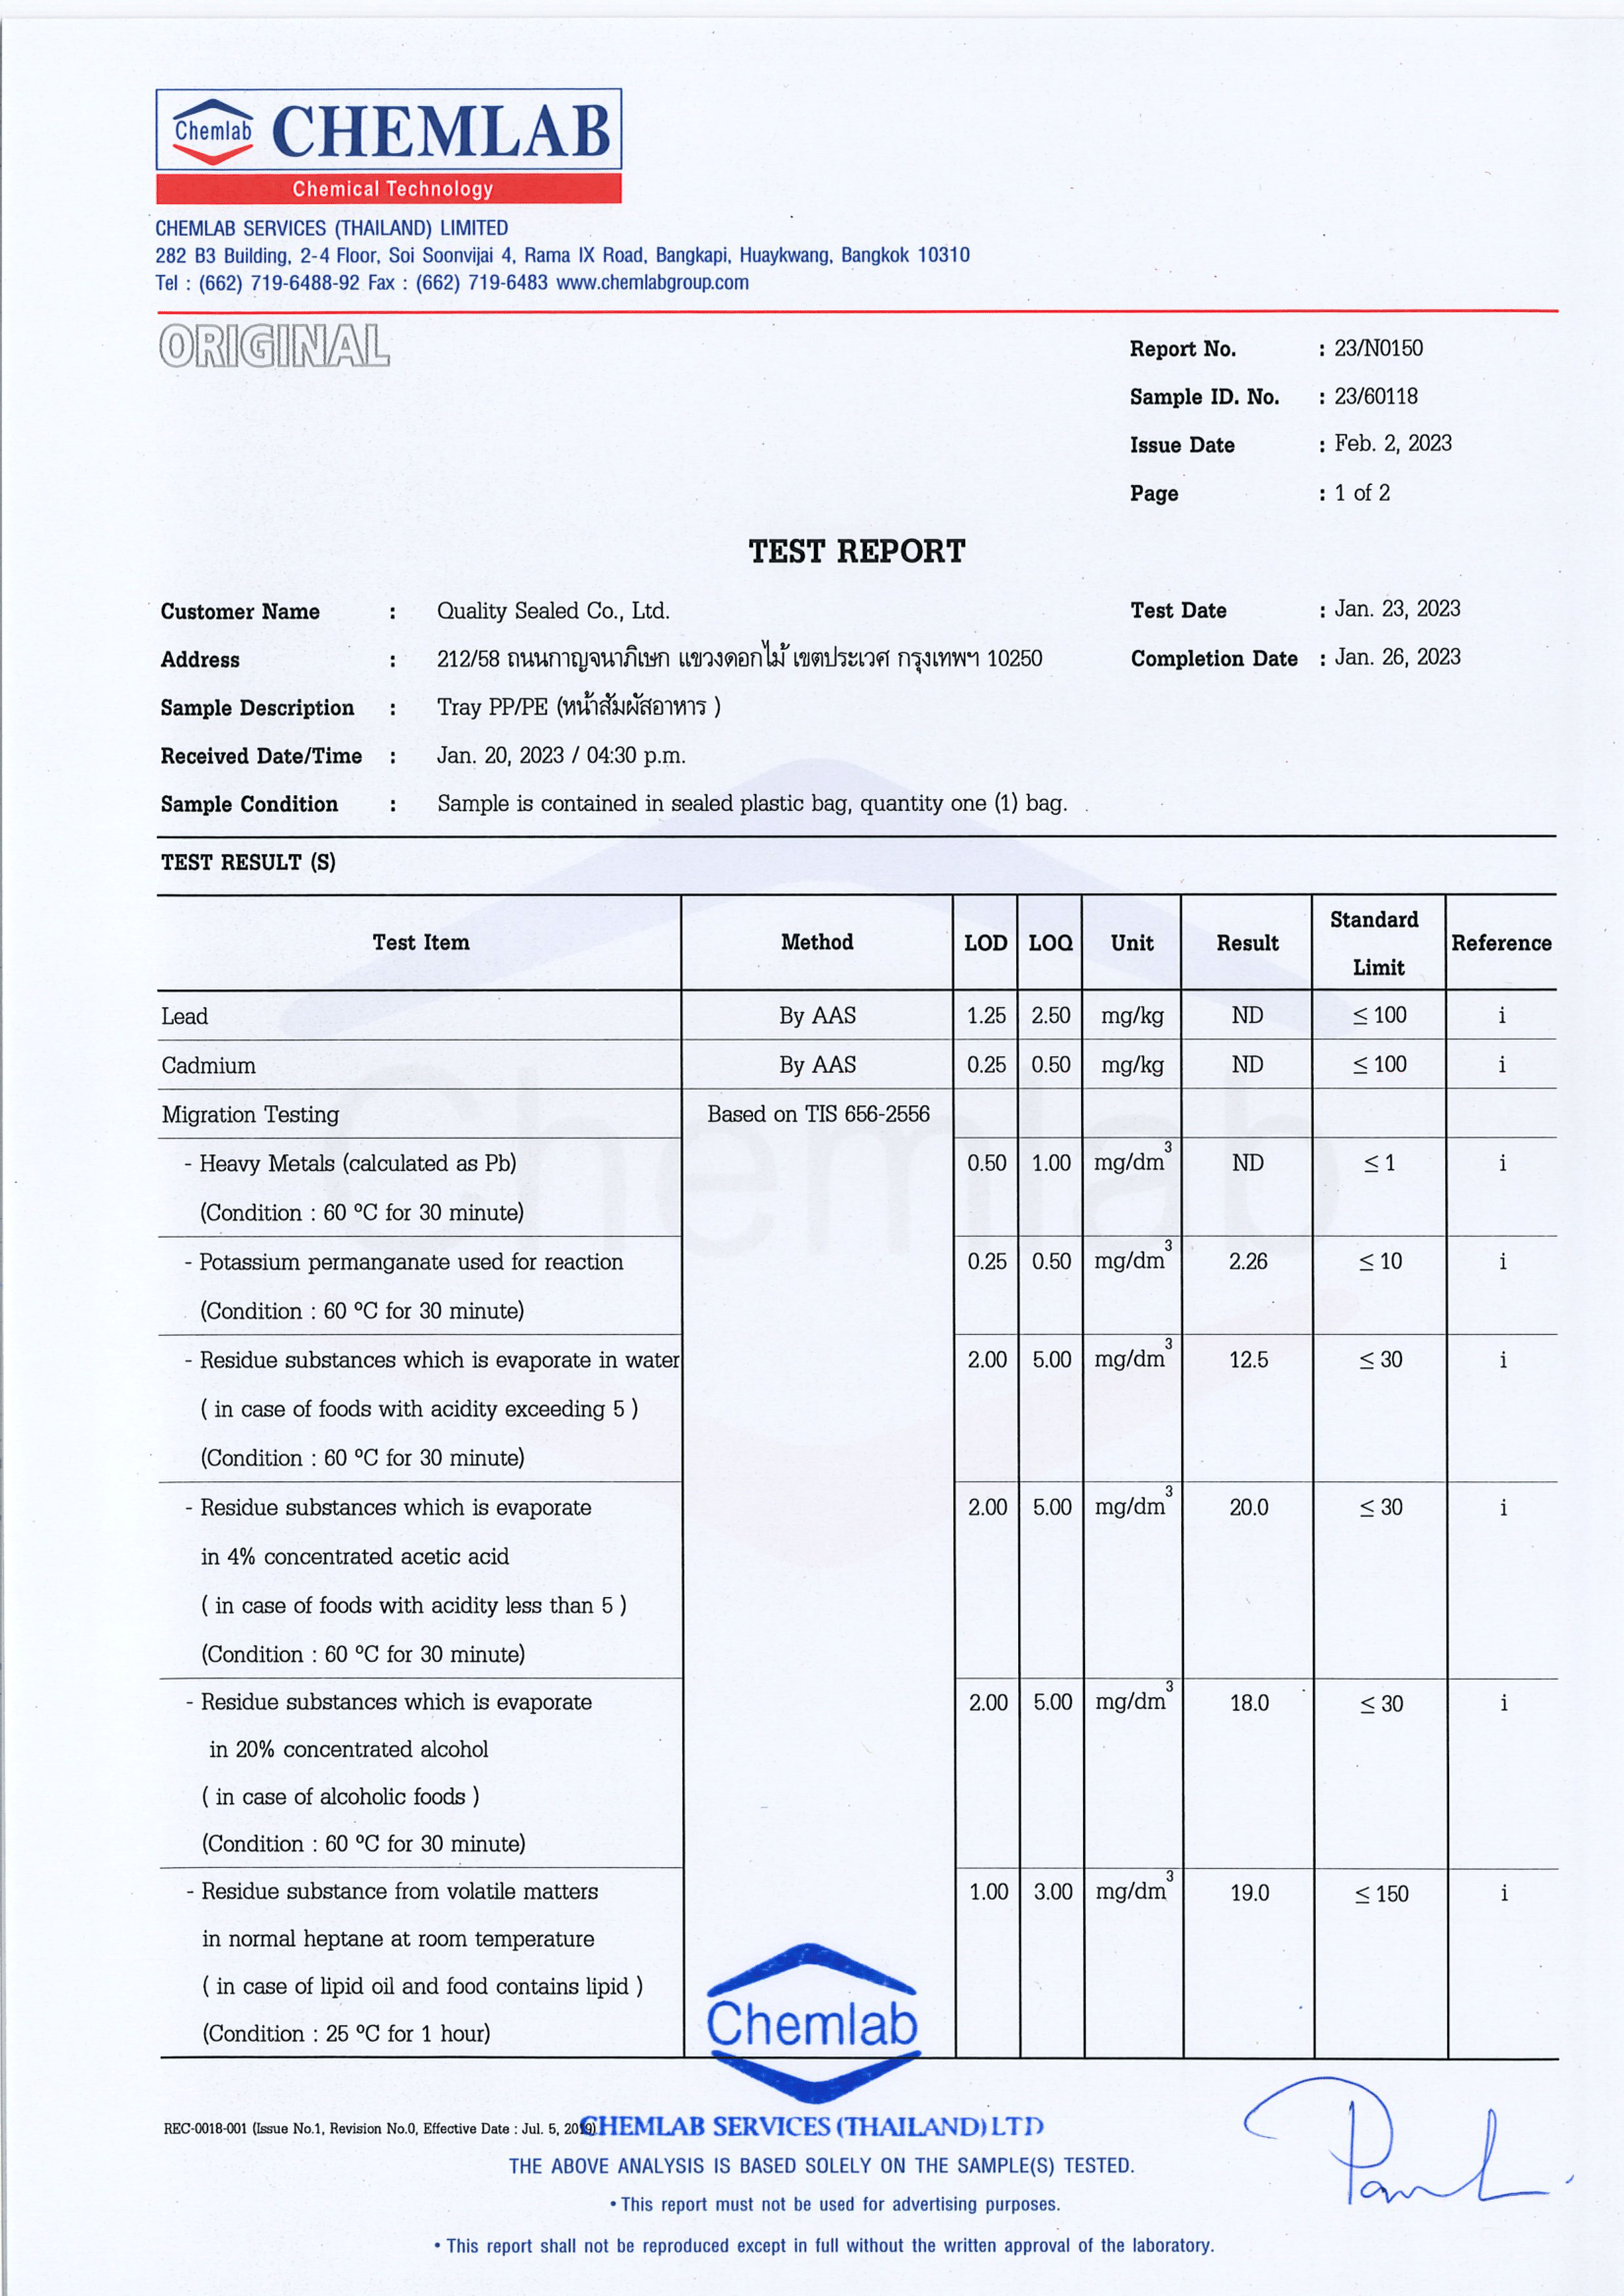 Chemlab CHEMLAB
Chemical Technology
CHEMLAB SERVICES (THAILAND) LIMITED
282 B3 Building, 2-4 Floor, Soi Soonvijai 4, Rama IX Road, Bangkapi, Huaykwang, Bangkok 10310
Tel : (662) 719-6488-92 Fax : (662) 719-6483 www.chemlabgroup.com
ORIGINAL
Report No. : 23/N0150
Sample ID. No. : 23/60118
Issue Date : Feb. 2, 2023
Page : 1 of 2
TEST REPORT
Customer Name : Quality Sealed Co., Ltd. Test Date : Jan. 23, 2023
Address : 212/58 ถนนกาญจนาภิเษก แขวงดอกไม้ เขตประเวศ กรุงเทพฯ 10250 Completion Date : Jan. 26, 2023
Sample Description : Tray PP/PE (หน้าสัมผัสอาหาร )
Received Date/Time : Jan. 20, 2023 / 04:30 p.m.
Sample Condition : Sample is contained in sealed plastic bag, quantity one (1) bag.
TEST RESULT (S)
Test Item Method LOD LOQ Unit Result Standard Limit Reference
Lead By AAS 1.25 2.50 mg/kg ND ≤ 100 i
Cadmium By AAS 0.25 0.50 mg/kg ND ≤ 100 i
Migration Testing Based on TIS 656-2556
- Heavy Metals (calculated as Pb) 0.50 1.00 mg/dm³ ND ≤ 1 i
(Condition : 60 ºC for 30 minute)
- Potassium permanganate used for reaction 0.25 0.50 mg/dm³ 2.26 ≤ 10 i
(Condition : 60 ºC for 30 minute)
- Residue substances which is evaporate in water 2.00 5.00 mg/dm³ 12.5 ≤ 30 i
( in case of foods with acidity exceeding 5 )
(Condition : 60 ºC for 30 minute)
- Residue substances which is evaporate 2.00 5.00 mg/dm³ 20.0 ≤ 30 i
in 4% concentrated acetic acid
( in case of foods with acidity less than 5 )
(Condition : 60 ºC for 30 minute)
- Residue substances which is evaporate 2.00 5.00 mg/dm³ 18.0 ≤ 30 i
in 20% concentrated alcohol
( in case of alcoholic foods )
(Condition : 60 ºC for 30 minute)
- Residue substance from volatile matters 1.00 3.00 mg/dm³ 19.0 ≤ 150 i
in normal heptane at room temperature
( in case of lipid oil and food contains lipid )
(Condition : 25 ºC for 1 hour)
Chemlab
REC-0018-001 (Issue No.1, Revision No.0, Effective Date : Jul. 5, 2019)
CHEMLAB SERVICES (THAILAND) LTD
THE ABOVE ANALYSIS IS BASED SOLELY ON THE SAMPLE(S) TESTED.
• This report must not be used for advertising purposes.
• This report shall not be reproduced except in full without the written approval of the laboratory.